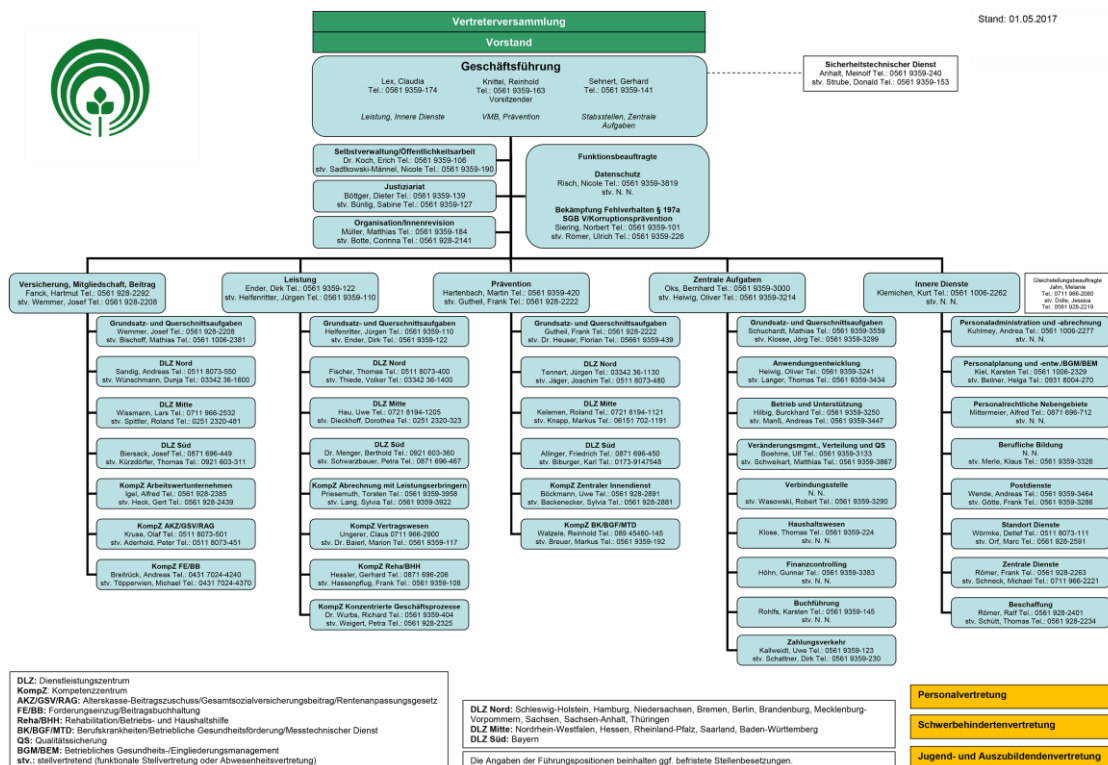 Vertreterversammlung
Vorstand
Stand: 01.05.2017
Geschäftsführung
Lex, Claudia
Tel.: 0561 9359-174
Leistung, Innere Dienste
Knittel, Reinhold
Tel.: 0561 9359-163
Vorsitzender
VMB, Prävention
Sehnert, Gerhard
Tel.: 0561 9359-141
Stabsstellen, Zentrale
Aufgaben
Sicherheitstechnischer Dienst
Anhalt, Meinolf Tel.: 0561 9359-240
stv. Strube, Donald Tel.: 0561 9359-153
Selbstverwaltung/Öffentlichkeitsarbeit
Dr. Koch, Erich Tel.: 0561 9359-106
stv. Sadtkowski-Männel, Nicole Tel.: 0561 9359-190
Justiziariat
Böttger, Dieter Tel.: 0561 9359-139
stv. Büntig, Sabine Tel.: 0561 9359-127
Organisation/Innenrevision
Müller, Matthias Tel.: 0561 9359-184
stv. Botte, Corinna Tel.: 0561 928-2141
Funktionsbeauftragte
Datenschutz
Risch, Nicole Tel.: 0561 9359-3819
stv. N. N.
Bekämpfung Fehlverhalten § 197a
SGB V/Korruptionsprävention
Siering, Norbert Tel.: 0561 9359-101
stv. Römer, Ulrich Tel.: 0561 9359-226
Versicherung, Mitgliedschaft, Beitrag
Fanck, Hartmut Tel.: 0561 928-2292
stv. Wemmer, Josef Tel.: 0561 928-2208
Grundsatz- und Querschnittsaufgaben
Wemmer, Josef Tel.: 0561 928-2208
stv. Bischoff, Mathias Tel.: 0561 1006-2381
DLZ Nord
Sandig, Andreas Tel.: 0511 8073-550
stv. Wünschmann, Dunja Tel.: 03342 36-1600
DLZ Mitte
Wissmann, Lars Tel.: 0711 966-2532
stv. Spittler, Roland Tel.: 0251 2320-481
DLZ Süd
Biersack, Josef Tel.: 0871 696-449
stv. Kürzdörfer, Thomas Tel.: 0921 603-311
KompZ Arbeitswertunternehmen
Igel, Alfred Tel.: 0561 928-2385
stv. Heck, Gert Tel.: 0561 928-2439
KompZ AKZ/GSV/RAG
Kruse, Olaf Tel.: 0511 8073-501
stv. Aderhold, Peter Tel.: 0511 8073-451
KompZ FE/BB
Breitrück, Andreas Tel.: 0431 7024-4240
stv. Töpperwien, Michael Tel.: 0431 7024-4370
Leistung
Ender, Dirk Tel.: 0561 9359-122
stv. Helfenritter, Jürgen Tel.: 0561 9359-110
Grundsatz- und Querschnittsaufgaben
Helfenritter, Jürgen Tel.: 0561 9359-110
stv. Ender, Dirk Tel.: 0561 9359-122
DLZ Nord
Fischer, Thomas Tel.: 0511 8073-400
stv. Thiede, Volker Tel.: 03342 36-1400
DLZ Mitte
Hau, Uwe Tel.: 0721 8194-1205
stv. Dieckhoff, Dorothea Tel.: 0251 2320-323
DLZ Süd
Dr. Menger, Berthold Tel.: 0921 603-360
stv. Schwarzbauer, Petra Tel.: 0871 696-467
KompZ Abrechnung mit Leistungserbringern
Priesemuth, Torsten Tel.: 0561 9359-3958
stv. Lang, Sylvia Tel.: 0561 9359-3922
KompZ Vertragswesen
Ungerer, Claus 0711 966-2900
stv. Dr. Baierl, Marion Tel.: 0561 9359-117
KompZ Reha/BHH
Hessler, Gerhard Tel.: 0871 696-206
stv. Hassenpflug, Frank Tel.: 0561 9359-108
KompZ Konzentrierte Geschäftsprozesse
Dr. Wurbs, Richard Tel.: 0561 9359-404
stv. Weigert, Petra Tel.: 0561 928-2325
Prävention
Hartenbach, Martin Tel.: 0561 9359-420
stv. Gutheil, Frank Tel.: 0561 928-2222
Grundsatz- und Querschnittsaufgaben
Gutheil, Frank Tel.: 0561 928-2222
stv. Dr. Heuser, Florian Tel.: 05661 9359-439
DLZ Nord
Tennert, Jürgen Tel.: 03342 36-1130
stv. Jäger, Joachim Tel.: 0511 8073-480
DLZ Mitte
Kelemen, Roland Tel.: 0721 8194-1121
stv. Knapp, Markus Tel.: 06151 702-1191
DLZ Süd
Allinger, Friedrich Tel.: 0871 696-450
stv. Biburger, Karl Tel.: 0173-9147548
KompZ Zentraler Innendienst
Böckmann, Uwe Tel.: 0561 928-2891
stv. Backenecker, Sylvia Tel.: 0561 928-2881
KompZ BK/BGF/MTD
Watzele, Reinhold Tel.: 089 45480-145
stv. Breuer, Markus Tel.: 0561 9359-192
Zentrale Aufgaben
Oks, Bernhard Tel.: 0561 9359-3000
stv. Heiwig, Oliver Tel.: 0561 9359-3214
Grundsatz- und Querschnittsaufgaben
Schuchardt, Mathias Tel.: 0561 9359-3559
stv. Klosse, Jörg Tel.: 0561 9359-3299
Anwendungsentwicklung
Heiwig, Oliver Tel.: 0561 9359-3241
stv. Langer, Thomas Tel.: 0561 9359-3434
Betrieb und Unterstützung
Hilbig, Burckhard Tel.: 0561 9359-3250
stv. Manß, Andreas Tel.: 0561 9359-3447
Veränderungsmgmt., Verteilung und QS
Boehme, Ulf Tel.: 0561 9359-3133
stv. Schweikart, Matthias Tel.: 0561 9359-3867
Verbindungsstelle
N. N.
stv. Wasowski, Robert Tel.: 0561 9359-3290
Haushaltswesen
Klose, Thomas Tel.: 0561 9359-224
stv. N. N.
Finanzcontrolling
Höhn, Gunnar Tel.: 0561 9359-3383
stv. N. N.
Buchführung
Rohlfs, Karsten Tel.: 0561 9359-145
stv. N. N.
Zahlungsverkehr
Kallweidt, Uwe Tel.: 0561 9359-123
stv. Schattner, Dirk Tel.: 0561 9359-230
Innere Dienste
Klemichen, Kurt Tel.: 0561 1006-2262
stv. N. N.
Gleichstellungsbeauftragte
Jahn, Melanie
Tel.: 0711 966-2060
stv. Dolle, Jessica
Tel.: 0561 928-2219
Personaladministration und -abrechnung
Kuhlmey, Andrea Tel.: 0561 1006-2277
stv. N. N.
Personalplanung und -entw./BGM/BEM
Kiel, Karsten Tel.: 0561 1006-2329
stv. Beilner, Helga Tel.: 0931 8004-270
Personalrechtliche Nebengebiete
Mittermeier, Alfred Tel.: 0871 696-712
stv. N. N.
Berufliche Bildung
N. N.
stv. Merle, Klaus Tel.: 0561 9359-3326
Postdienste
Wende, Andreas Tel.: 0561 9359-3464
stv. Götte, Frank Tel.: 0561 9359-3286
Standort Dienste
Wörmke, Detlef Tel.: 0511 8073-111
stv. Orf, Marc Tel.: 0561 928-2591
Zentrale Dienste
Römer, Frank Tel.: 0561 928-2263
stv. Schneck, Michael Tel.: 0711 966-2221
Beschaffung
Römer, Ralf Tel.: 0561 928-2401
stv. Schütt, Thomas Tel.: 0561 928-2234
DLZ: Dienstleistungszentrum
KompZ: Kompetenzzentrum
AKZ/GSV/RAG: Alterskasse-Beitragszuschuss/Gesamtsozialversicherungsbeitrag/Rentenanpassungsgesetz
FE/BB: Forderungseinzug/Beitragsbuchhaltung
Reha/BHH: Rehabilitation/Betriebs- und Haushaltshilfe
BK/BGF/MTD: Berufskrankheiten/Betriebliche Gesundheitsförderung/Messtechnischer Dienst
QS: Qualitätssicherung
BGM/BEM: Betriebliches Gesundheits-/Eingliederungsmanagement
stv.: stellvertretend (funktionale Stellvertretung oder Abwesenheitsvertretung)
DLZ Nord: Schleswig-Holstein, Hamburg, Niedersachsen, Bremen, Berlin, Brandenburg, Mecklenburg-
Vorpommern, Sachsen, Sachsen-Anhalt, Thüringen
DLZ Mitte: Nordrhein-Westfalen, Hessen, Rheinland-Pfalz, Saarland, Baden-Württemberg
DLZ Süd: Bayern
Die Angaben der Führungspositionen beinhalten ggf. befristete Stellenbesetzungen.
Personalvertretung
Schwerbehindertenvertretung
Jugend- und Auszubildendenvertretung